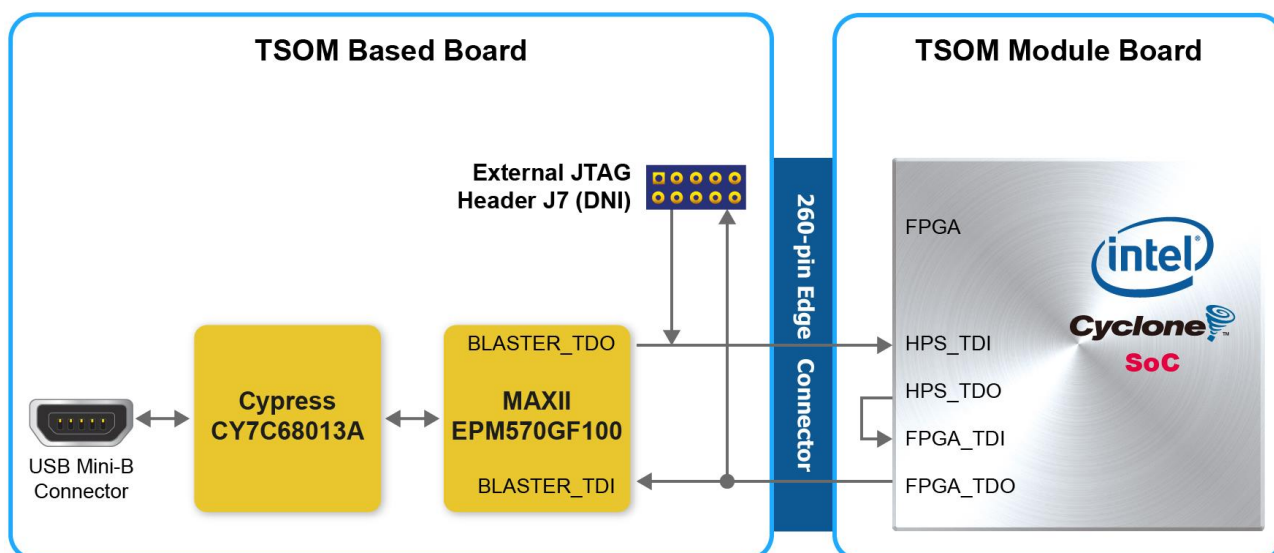 TSOM Based Board
TSOM Module Board
External JTAG
Header J7 (DNI)
260-pin Edge Connector
FPGA
intel®
Cyclone™
SoC
BLASTER_TDO
HPS_TDI
HPS_TDO
FPGA_TDI
FPGA_TDO
Cypress
CY7C68013A
MAXII
EPM570GF100
BLASTER_TDI
USB Mini-B
Connector